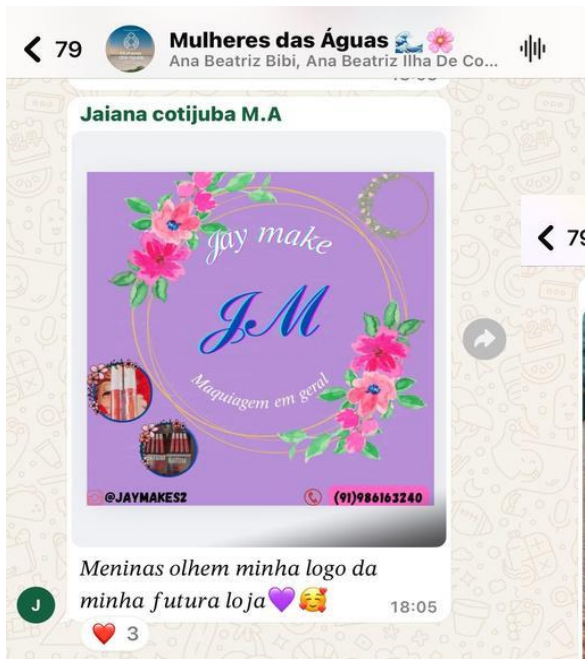 79
Mulheres das Águas 🌊🌸
Ana Beatriz Bibi, Ana Beatriz Ilha De Co...
Jaiana cotijuba M.A
Jay make
JM
Maquiagem em geral
@JAYMAKESZ
(91)986163240
Meninas olhem minha logo da
minha futura loja💜🥰
18:05
J
❤️ 3
79